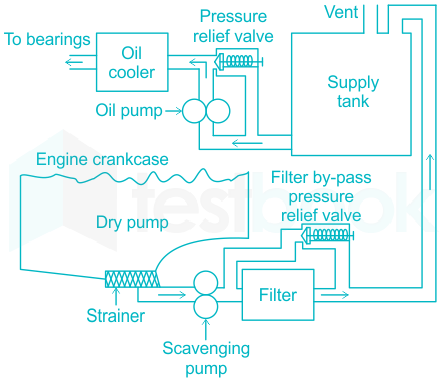 Pressure
relief valve
Vent
To bearings
Oil
cooler
Supply
tank
Oil pump
Engine crankcase
Filter by-pass
pressure
relief valve
Dry pump
testbook
Filter
Strainer
Scavenging
pump